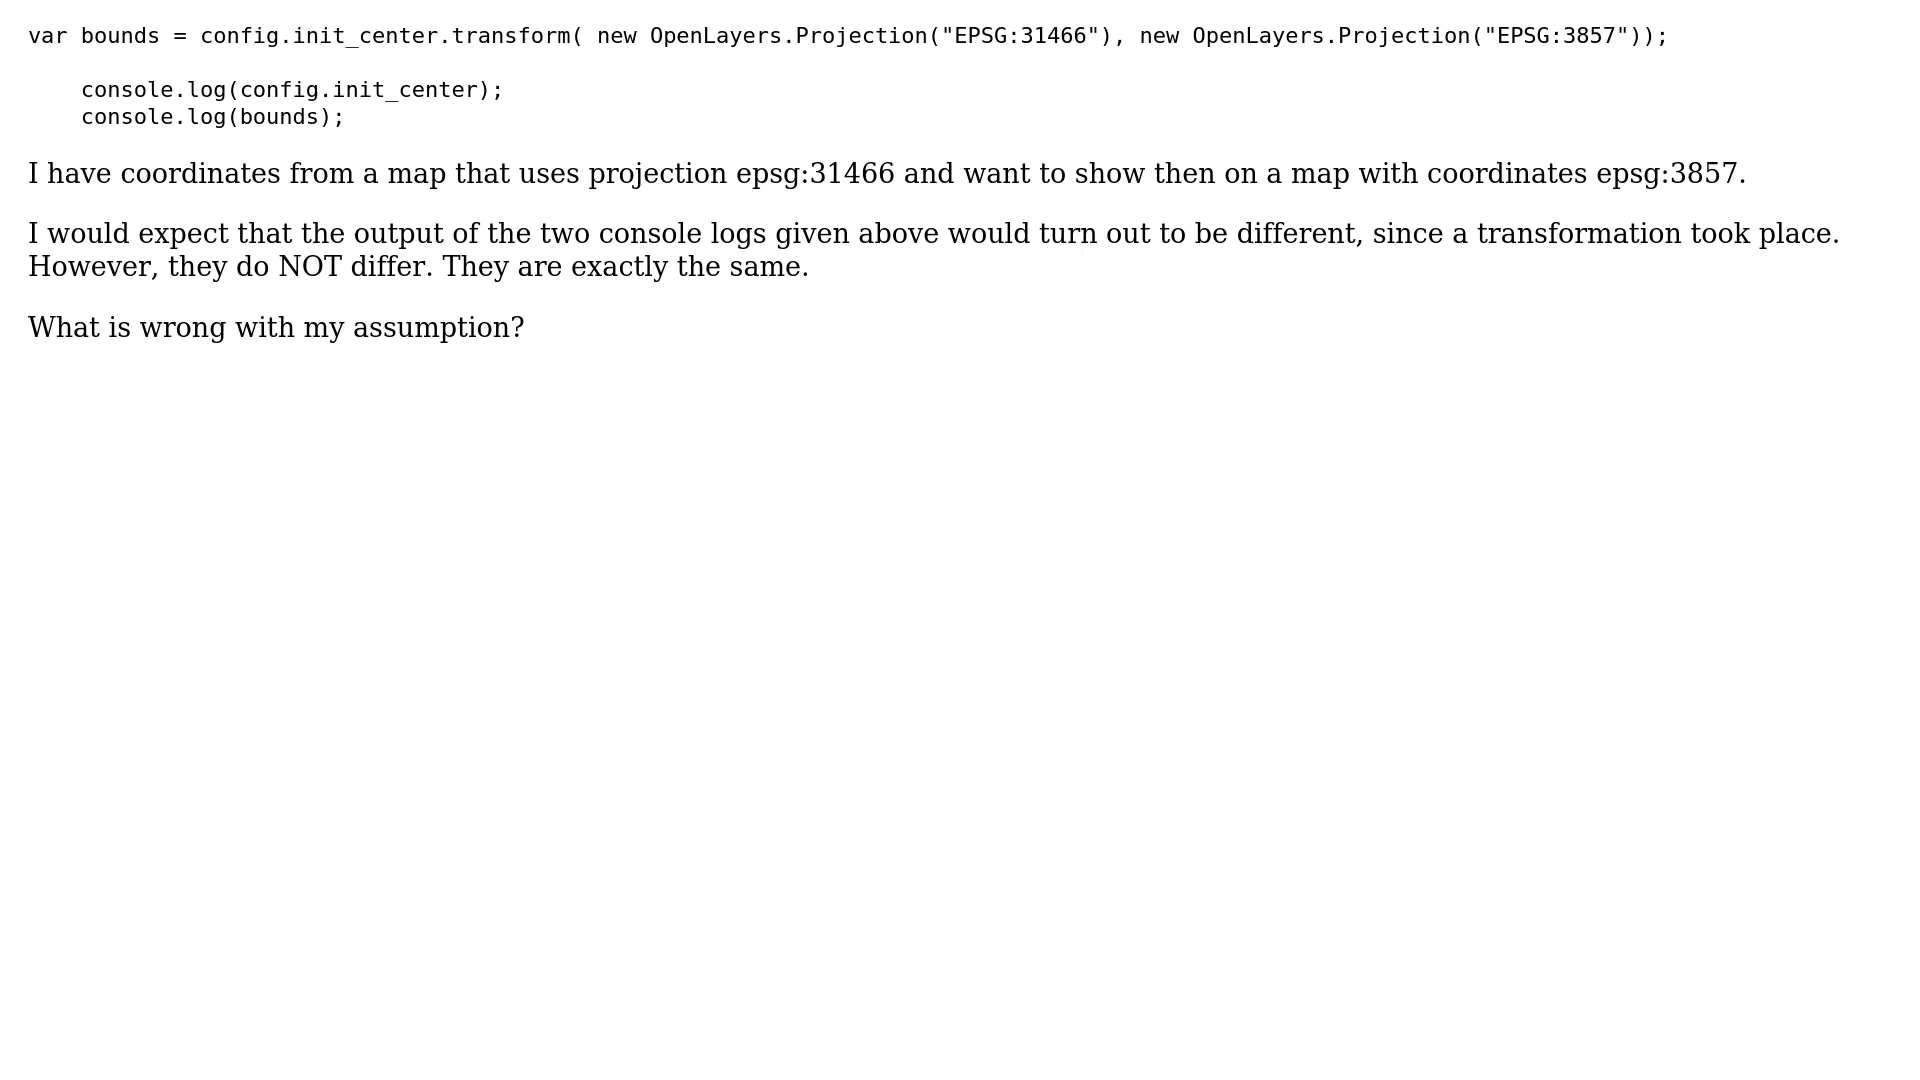 var bounds = config.init_center.transform( new OpenLayers.Projection("EPSG:31466"), new OpenLayers.Projection("EPSG:3857"));
console.log(config.init_center);
console.log(bounds);
I have coordinates from a map that uses projection epsg:31466 and want to show then on a map with coordinates epsg:3857.
I would expect that the output of the two console logs given above would turn out to be different, since a transformation took place.
However, they do NOT differ. They are exactly the same.
What is wrong with my assumption?